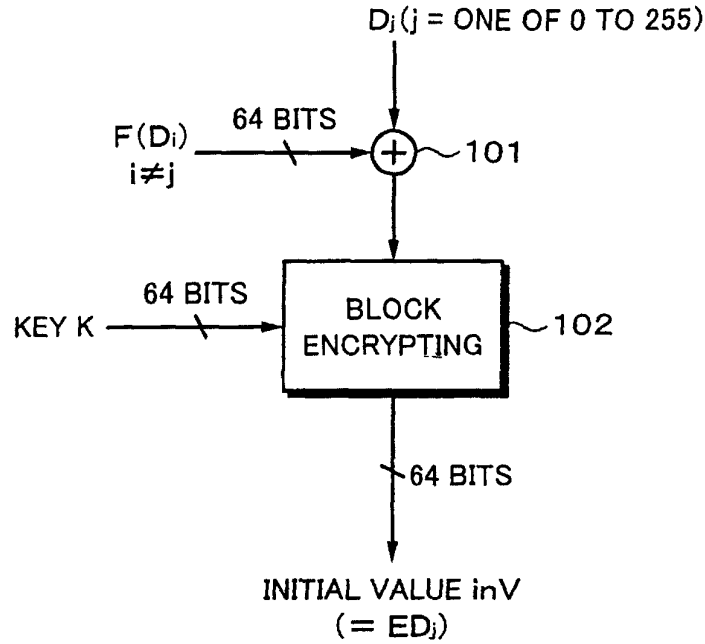 Dj(j = ONE OF 0 TO 255)
64 BITS
F(Di)
i≠j
101
64 BITS
KEY K
BLOCK
ENCRYPTING
102
64 BITS
INITIAL VALUE inV
(= EDj)